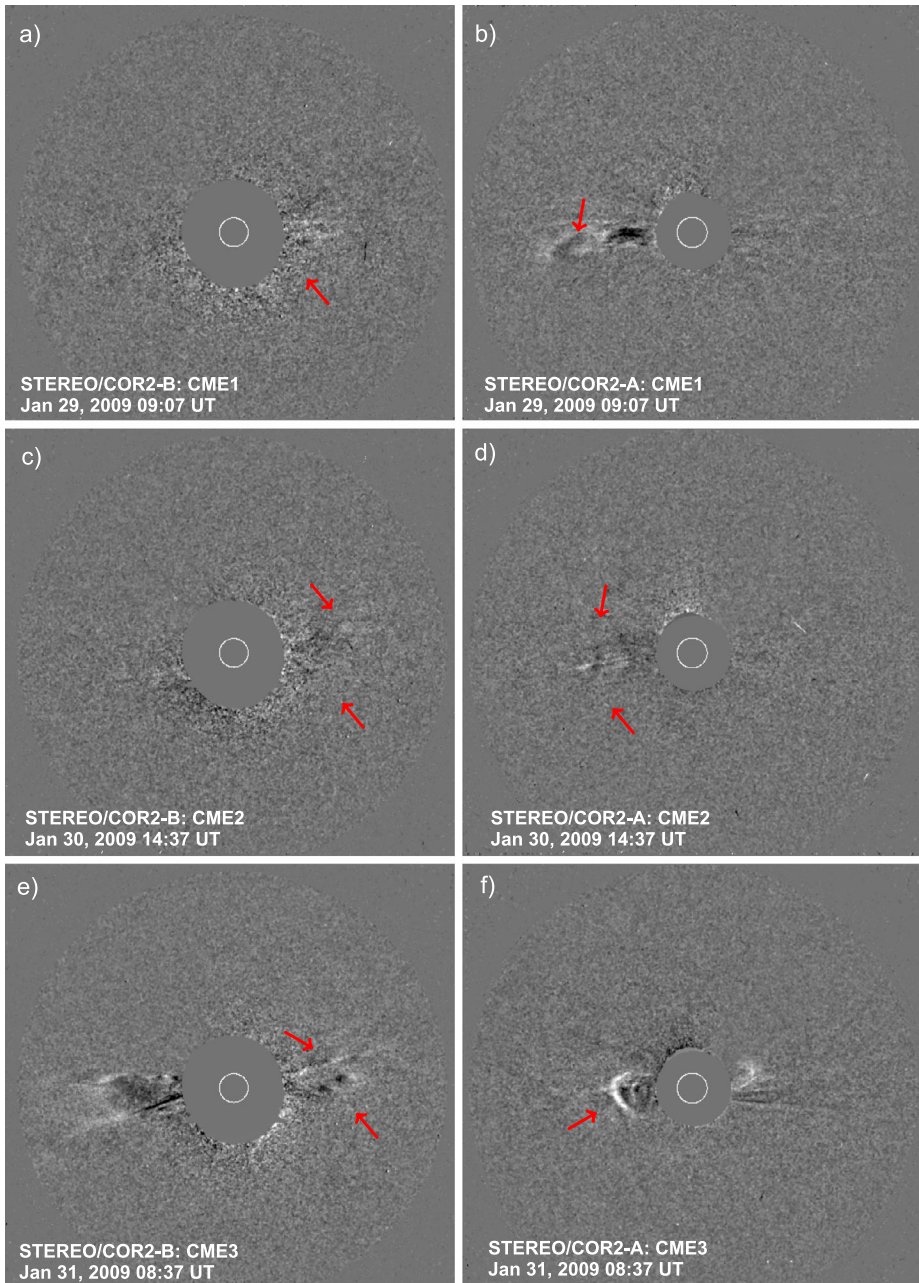 a)
STEREO/COR2-B: CME1
Jan 29, 2009 09:07 UT
b)
STEREO/COR2-A: CME1
Jan 29, 2009 09:07 UT
c)
STEREO/COR2-B: CME2
Jan 30, 2009 14:37 UT
d)
STEREO/COR2-A: CME2
Jan 30, 2009 14:37 UT
e)
STEREO/COR2-B: CME3
Jan 31, 2009 08:37 UT
f)
STEREO/COR2-A: CME3
Jan 31, 2009 08:37 UT